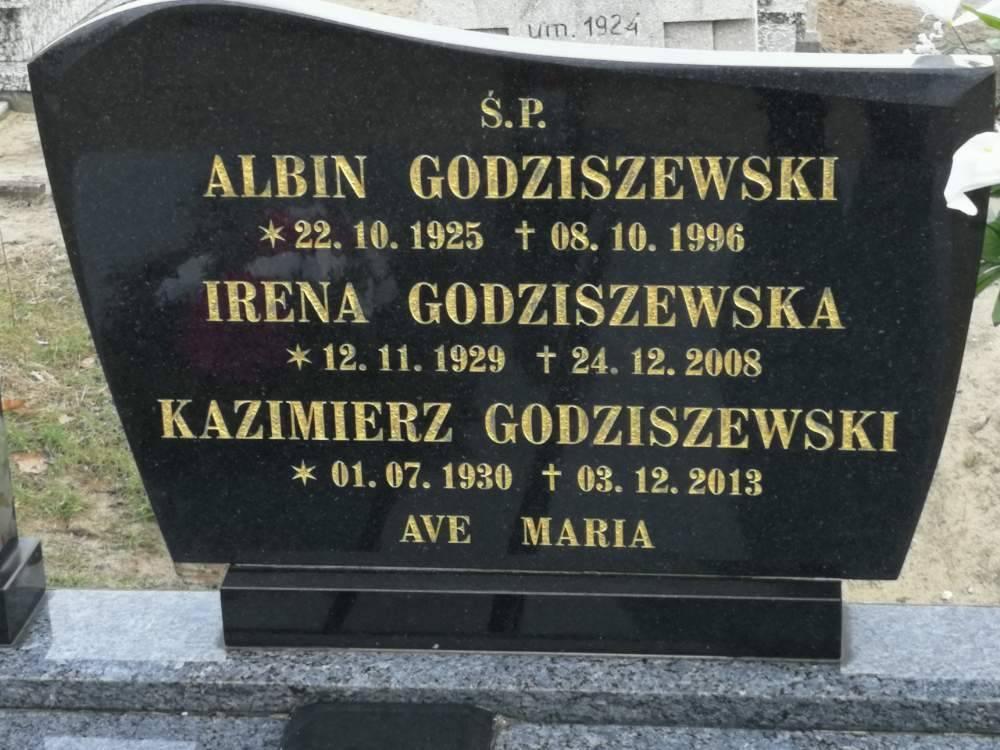 um. 1924
Ś.P.
ALBIN GODZISZEWSKI
✶ 22. 10. 1925 † 08. 10. 1996
IRENA GODZISZEWSKA
✶ 12. 11. 1929 † 24. 12. 2008
KAZIMIERZ GODZISZEWSKI
✶ 01. 07. 1930 † 03. 12. 2013
AVE MARIA